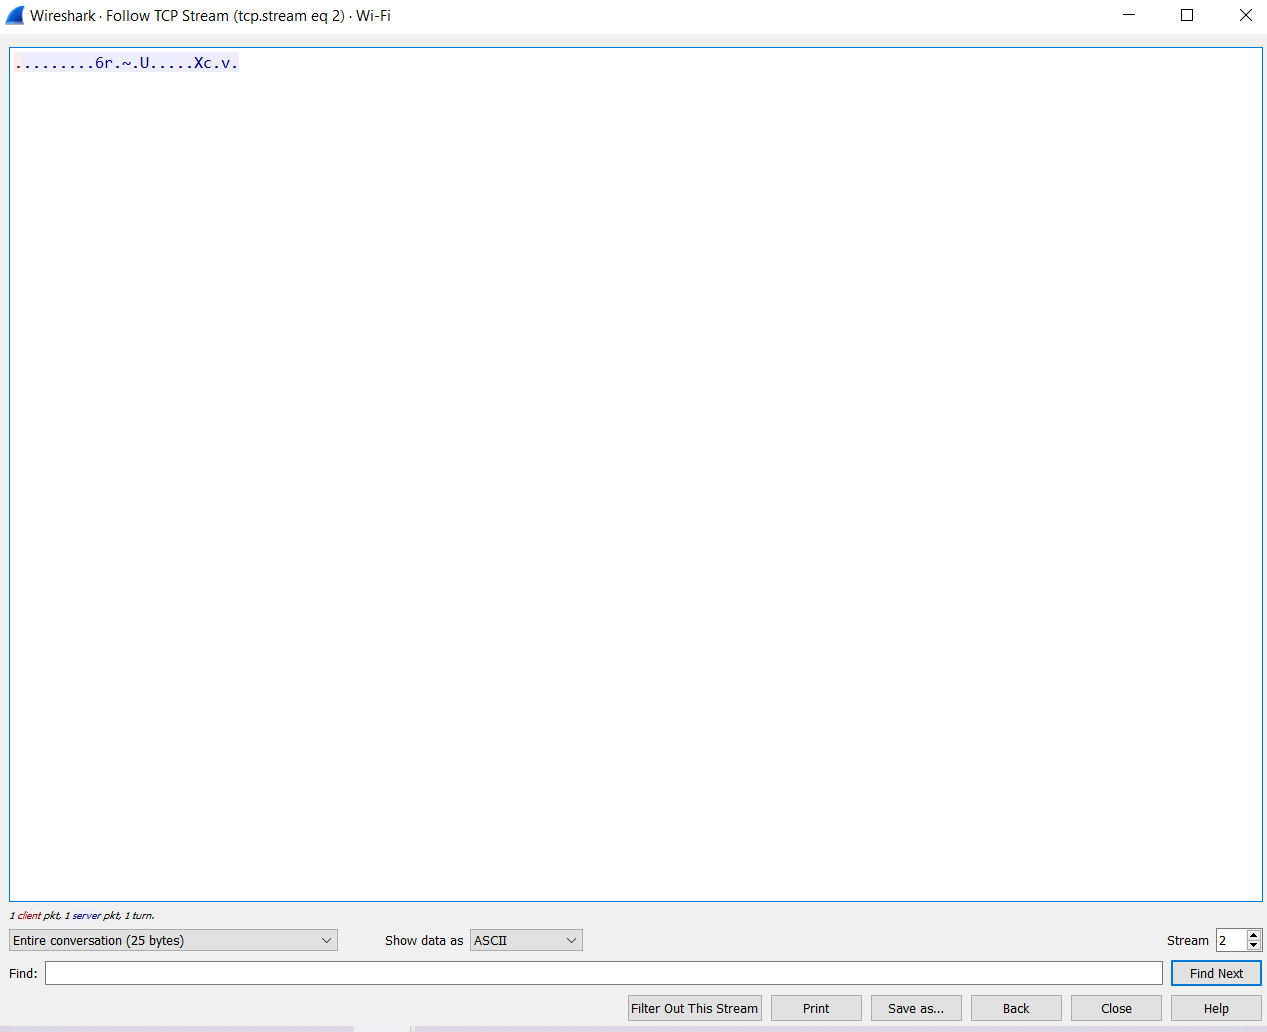 Wireshark · Follow TCP Stream (tcp.stream eq 2) · Wi-Fi
.........6r.~.U.....Xc.v.
1 client pkt, 1 server pkt, 1 turn.
Entire conversation (25 bytes) Show data as ASCII Stream 2
Find: Find Next
Filter Out This Stream Print Save as... Back Close Help